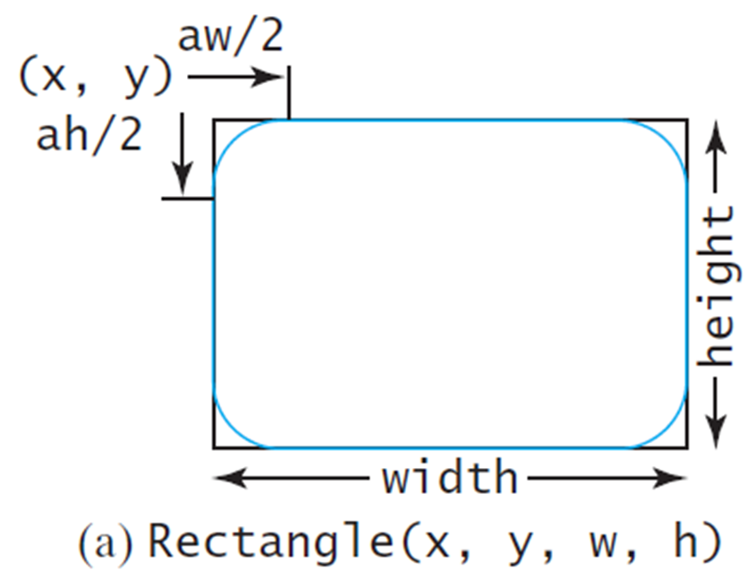 aw/2
(x, y)
ah/2
height
width
(a) Rectangle(x, y, w, h)